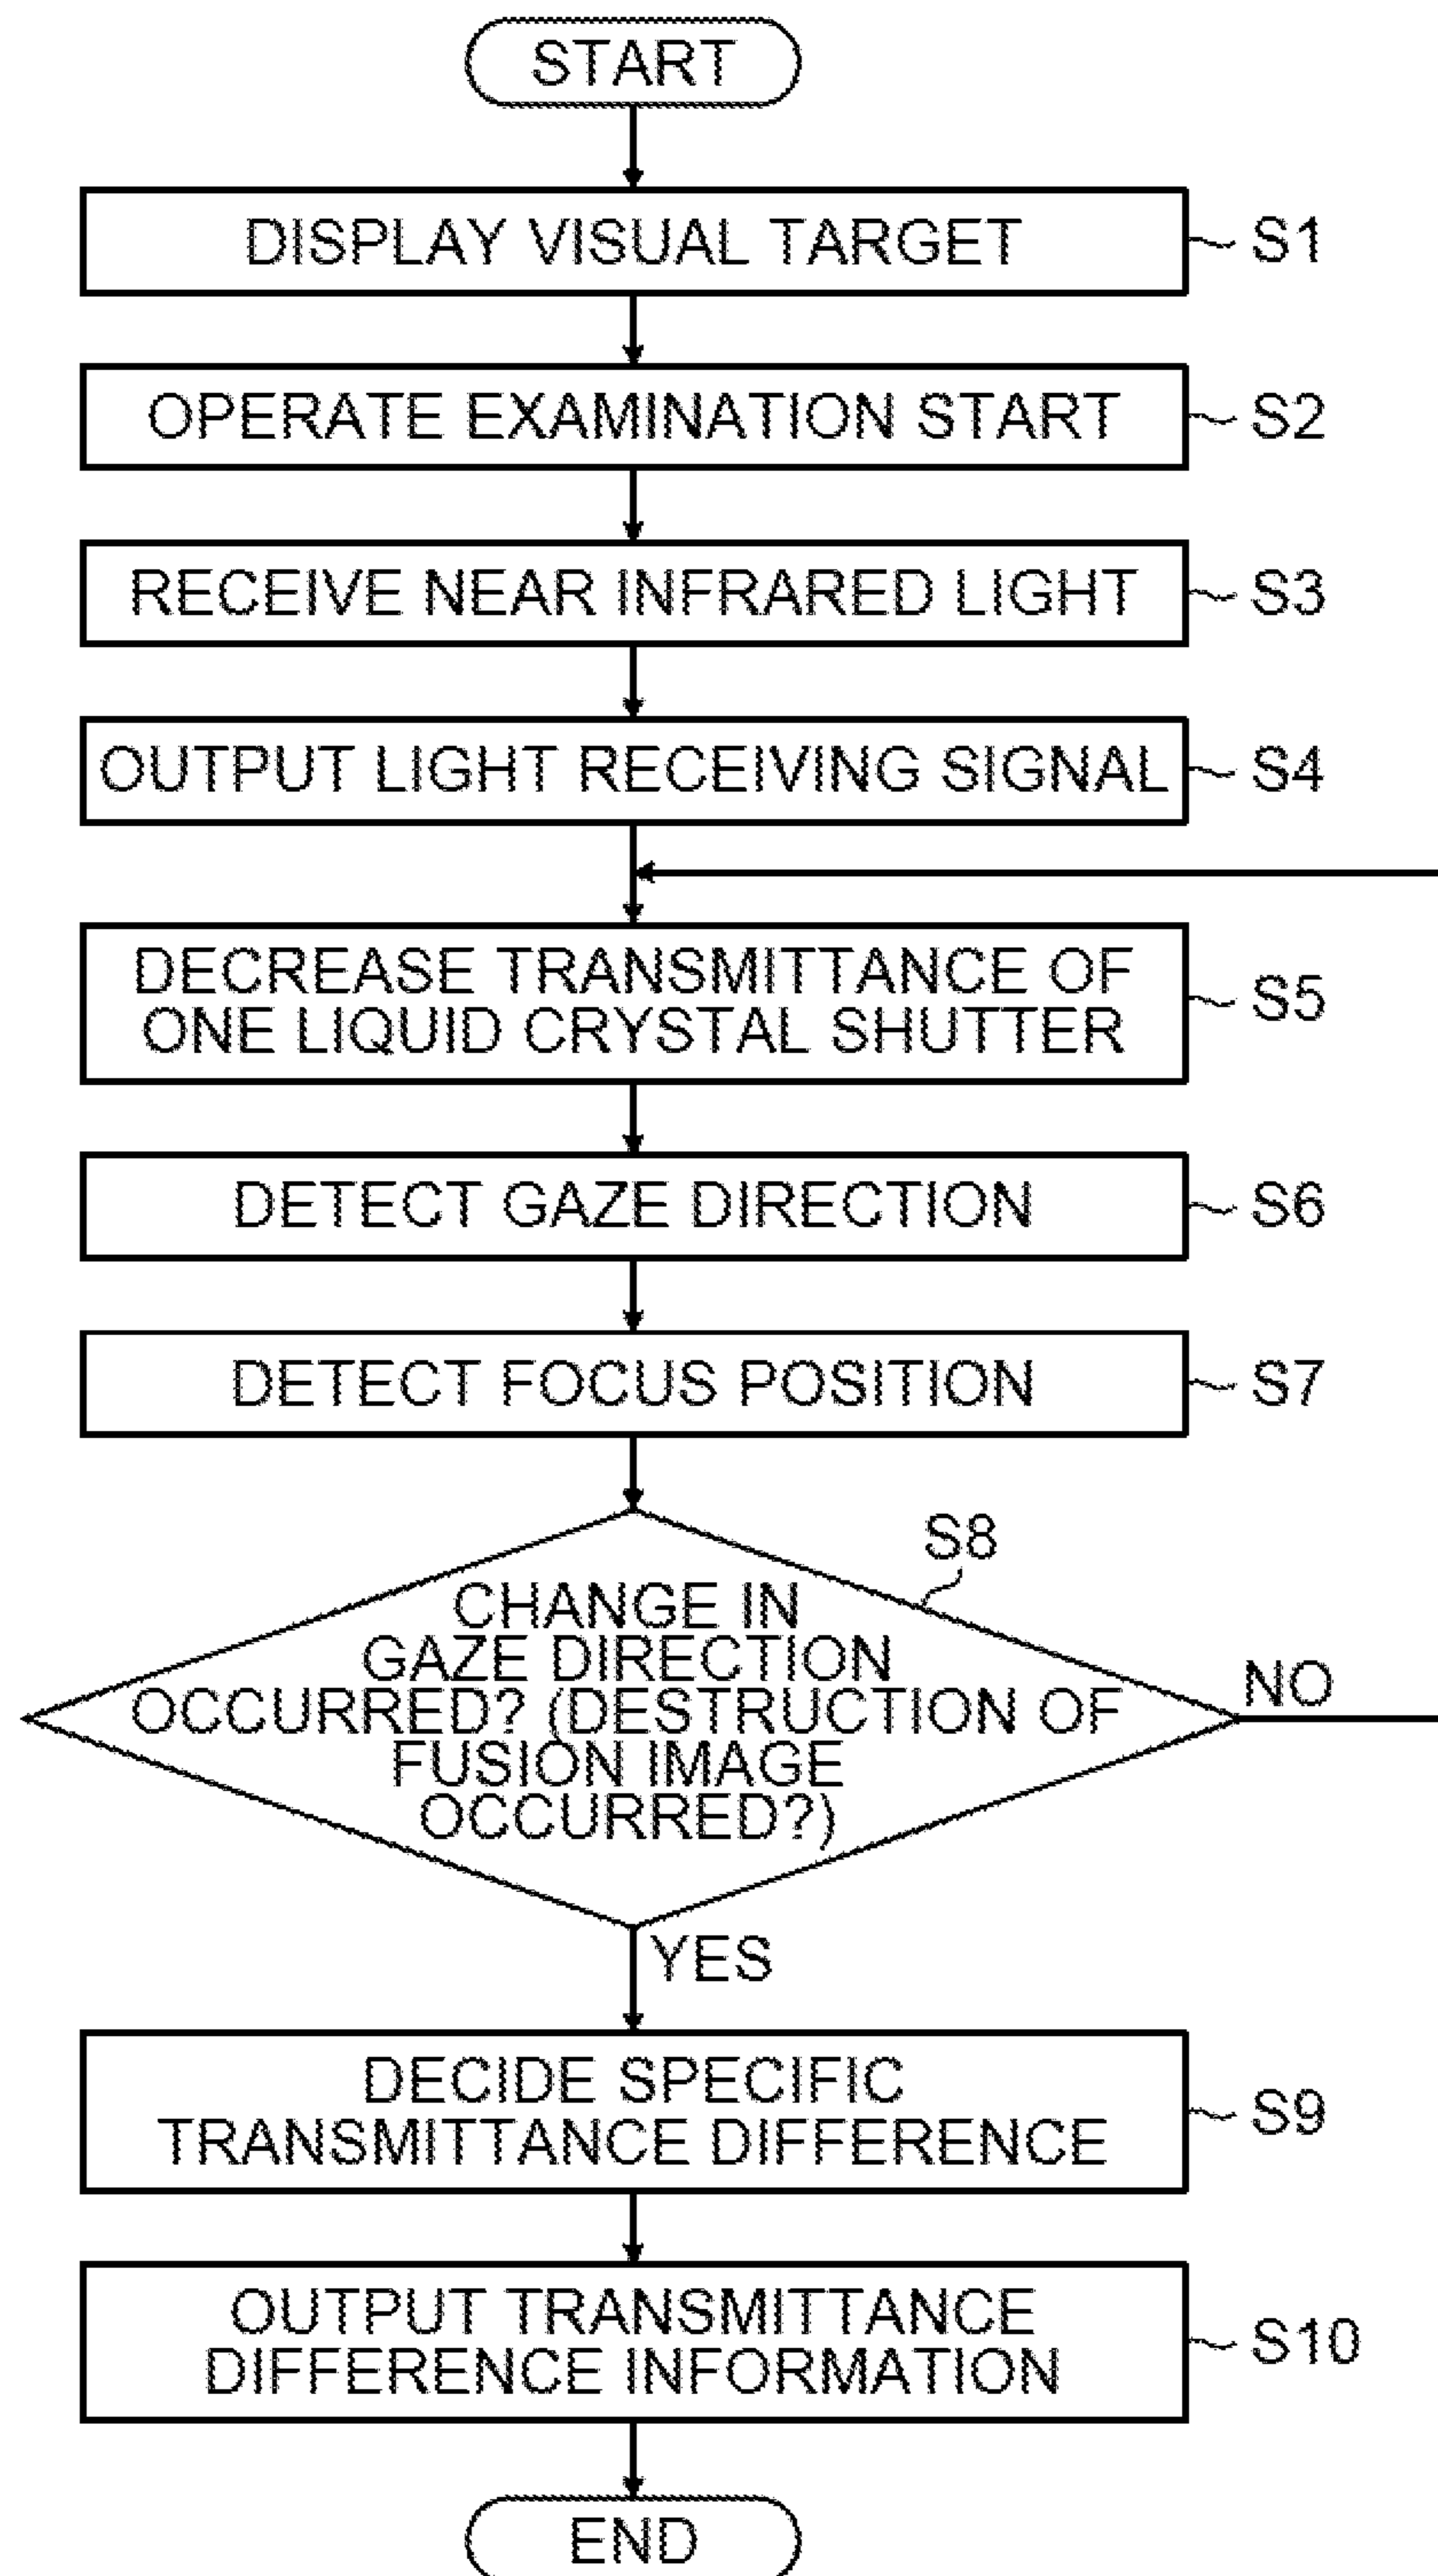 START
DISPLAY VISUAL TARGET
S1
OPERATE EXAMINATION START
S2
RECEIVE NEAR INFRARED LIGHT
S3
OUTPUT LIGHT RECEIVING SIGNAL
S4
DECREASE TRANSMITTANCE OF
ONE LIQUID CRYSTAL SHUTTER
S5
DETECT GAZE DIRECTION
S6
DETECT FOCUS POSITION
S7
S8
CHANGE IN
GAZE DIRECTION
OCCURRED? (DESTRUCTION OF
FUSION IMAGE
OCCURRED?)
NO
YES
DECIDE SPECIFIC
TRANSMITTANCE DIFFERENCE
S9
OUTPUT TRANSMITTANCE
DIFFERENCE INFORMATION
S10
END